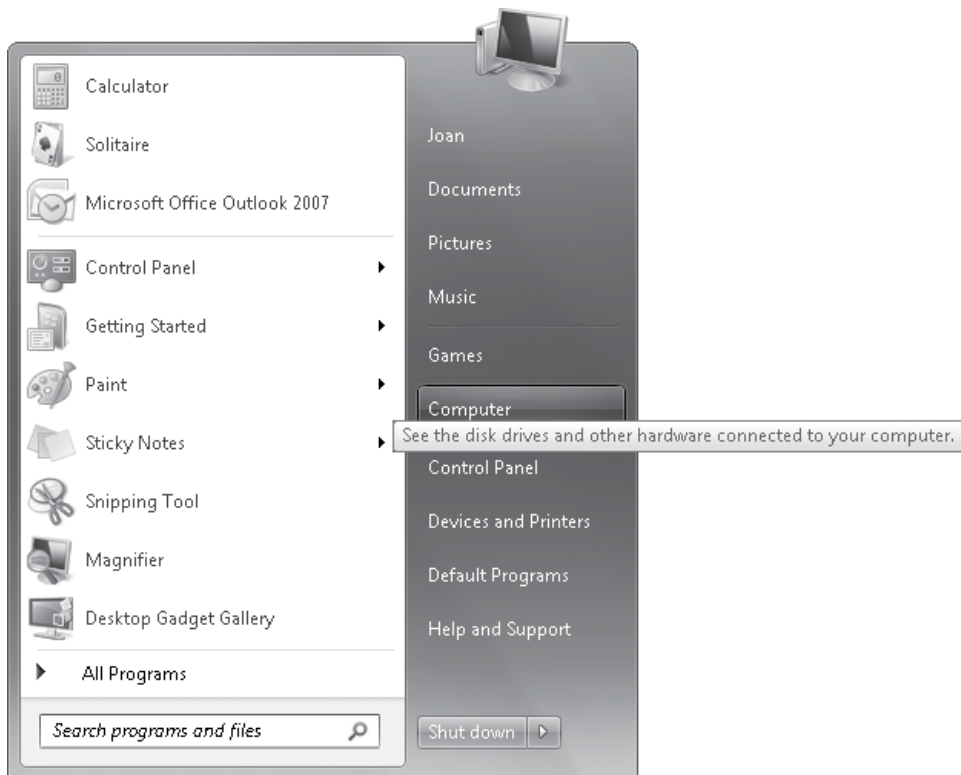 Calculator
Solitaire
Microsoft Office Outlook 2007
Control Panel
Getting Started
Paint
Sticky Notes
Snipping Tool
Magnifier
Desktop Gadget Gallery
All Programs
Search programs and files
Joan
Documents
Pictures
Music
Games
Computer
See the disk drives and other hardware connected to your computer.
Control Panel
Devices and Printers
Default Programs
Help and Support
Shut down